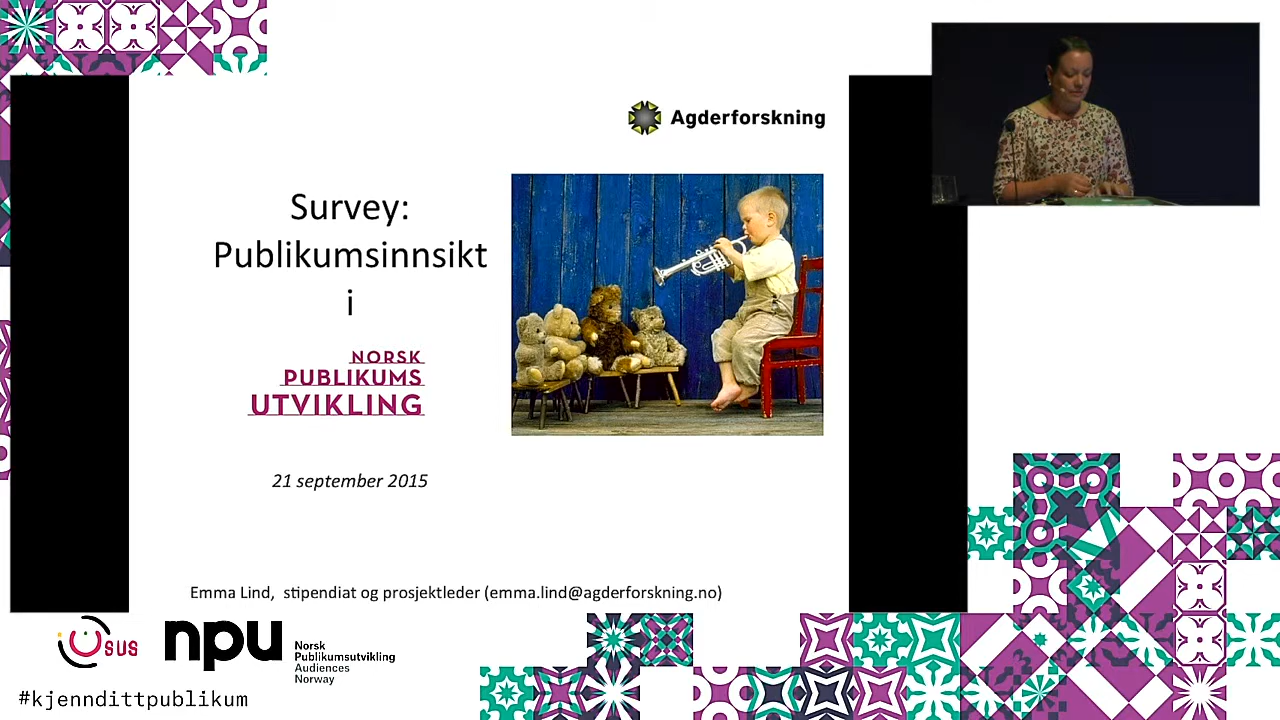 Agderforskning
Survey:
Publikumsinnsikt
i
NORSK
PUBLIKUMS
UTVIKLING
21 september 2015
Emma Lind, stipendiat og prosjektleder (emma.lind@agderforskning.no)
Usus
npu
Norsk
Publikumsutvikling
Audiences
Norway
#kjenndittpublikum